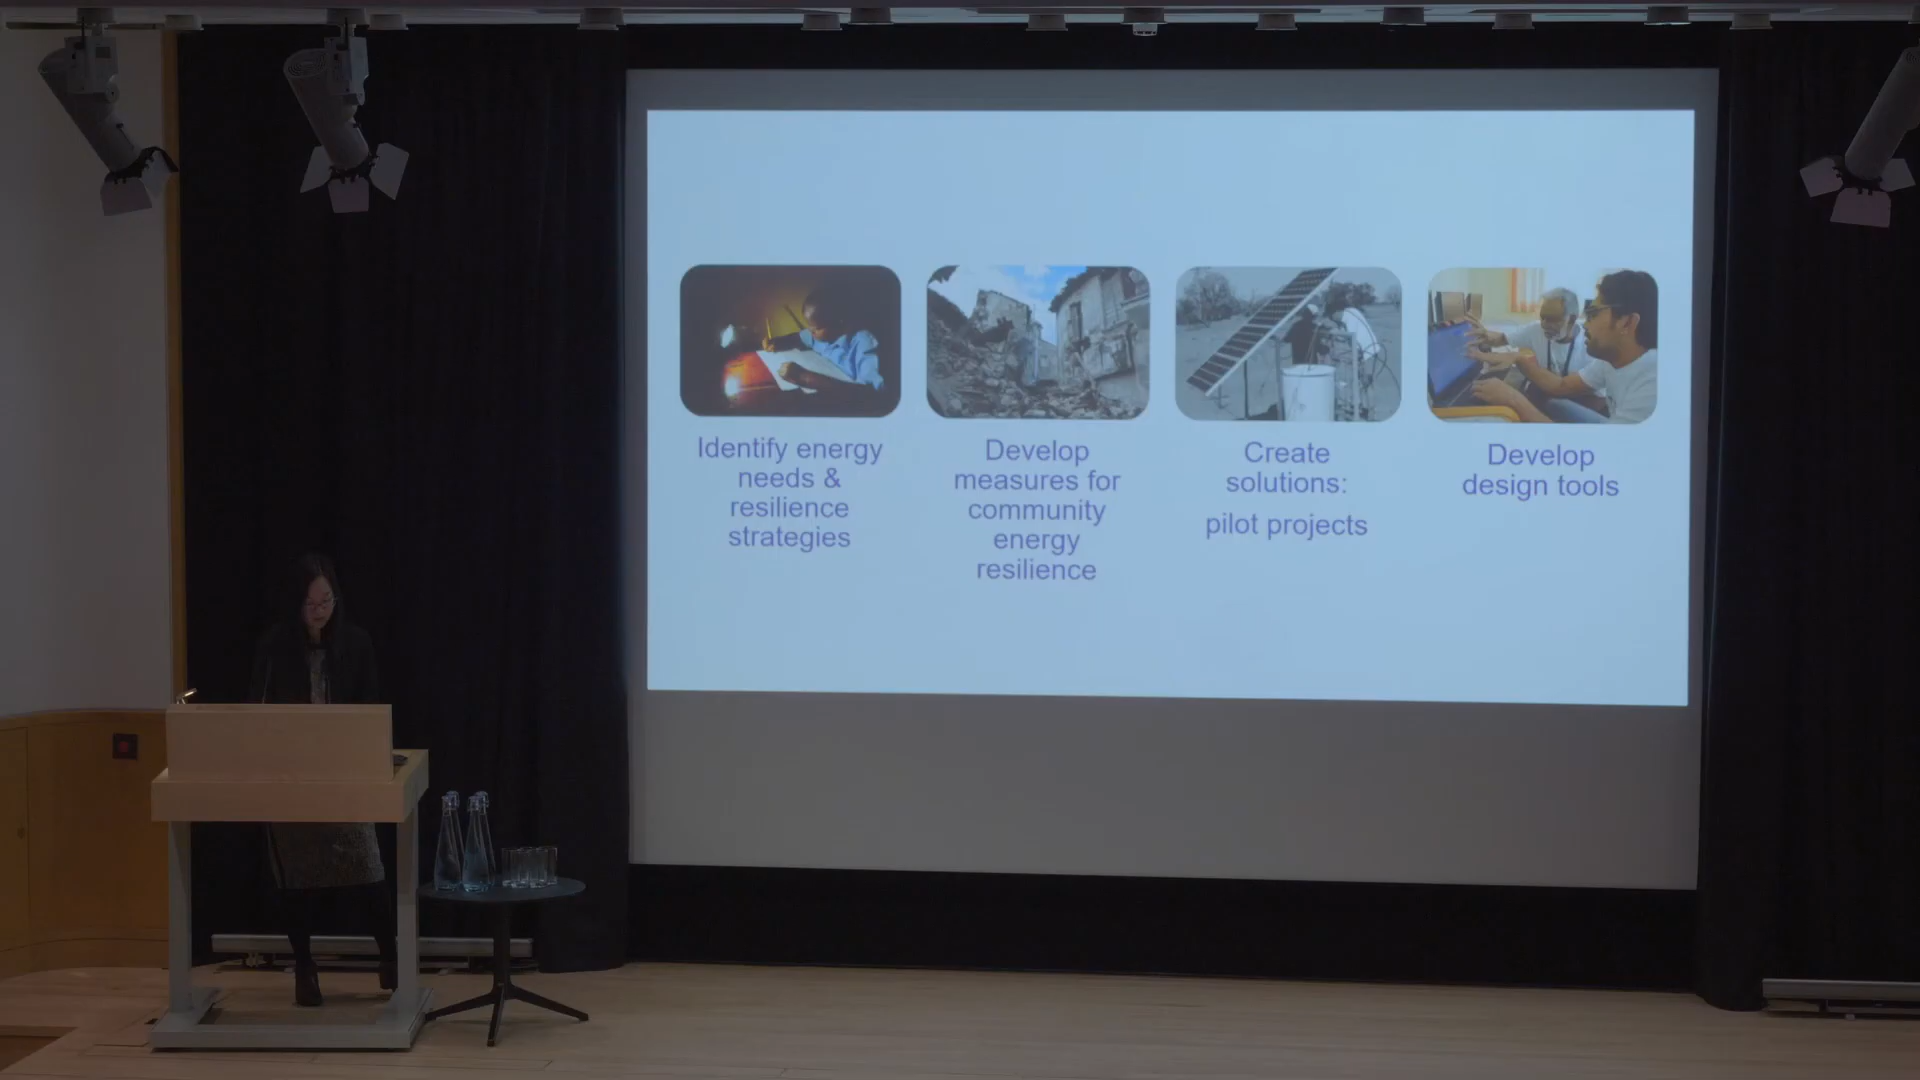 Identify energy
needs &
resilience
strategies
Develop
measures for
community
energy
resilience
Create
solutions:
pilot projects
Develop
design tools